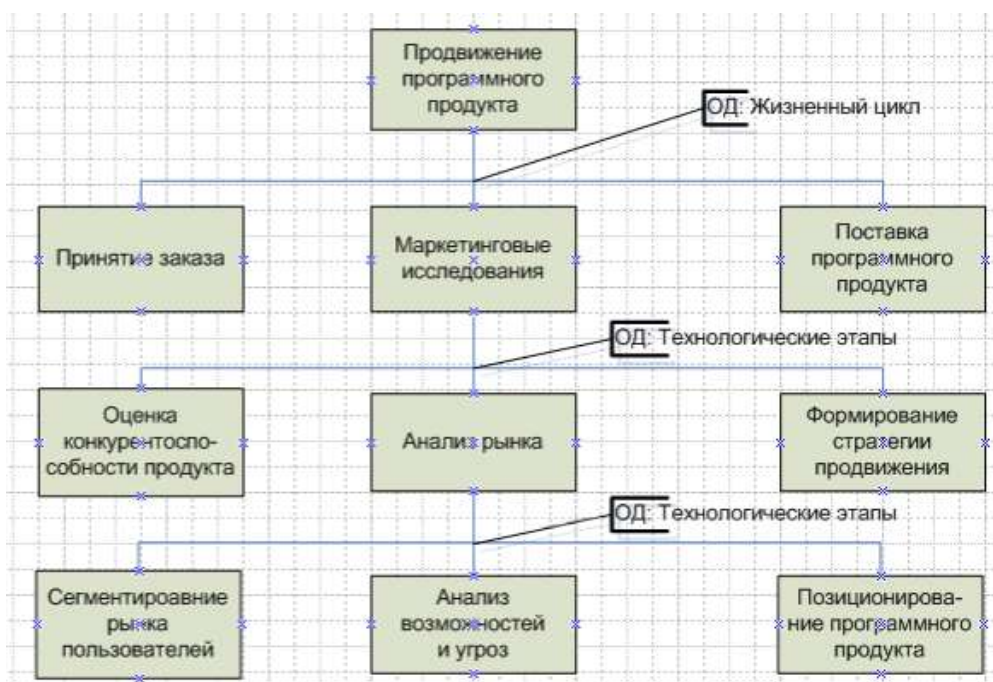 Продвижение
программного
продукта
ОД: Жизненный цикл
Принятие заказа
Маркетинговые
исследования
Поставка
программного
продукта
ОД: Технологические этапы
Оценка
конкурентоспо-
собности продукта
Анализ рынка
Формирование
стратегии
продвижения
ОД: Технологические этапы
Сегментироавние
рынка
пользователей
Анализ
возможностей
и угроз
Позиционирова-
ние программного
продукта